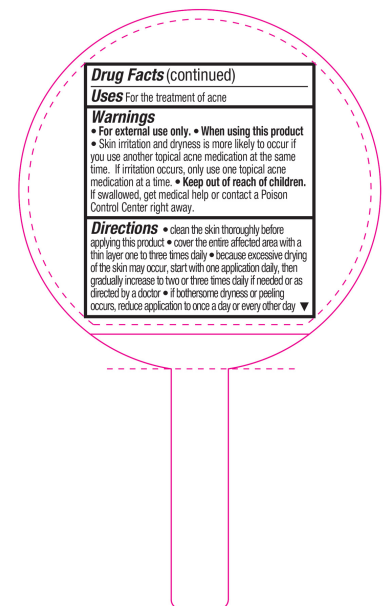 Drug Facts (continued)
Uses For the treatment of acne
Warnings
• For external use only. • When using this product
• Skin irritation and dryness is more likely to occur if
you use another topical acne medication at the same
time. If irritation occurs, only use one topical acne
medication at a time. • Keep out of reach of children.
If swallowed, get medical help or contact a Poison
Control Center right away.
Directions • clean the skin thoroughly before
applying this product • cover the entire affected area with a
thin layer one to three times daily • because excessive drying
of the skin may occur, start with one application daily, then
gradually increase to two or three times daily if needed or as
directed by a doctor • if bothersome dryness or peeling
occurs, reduce application to once a day or every other day ▼